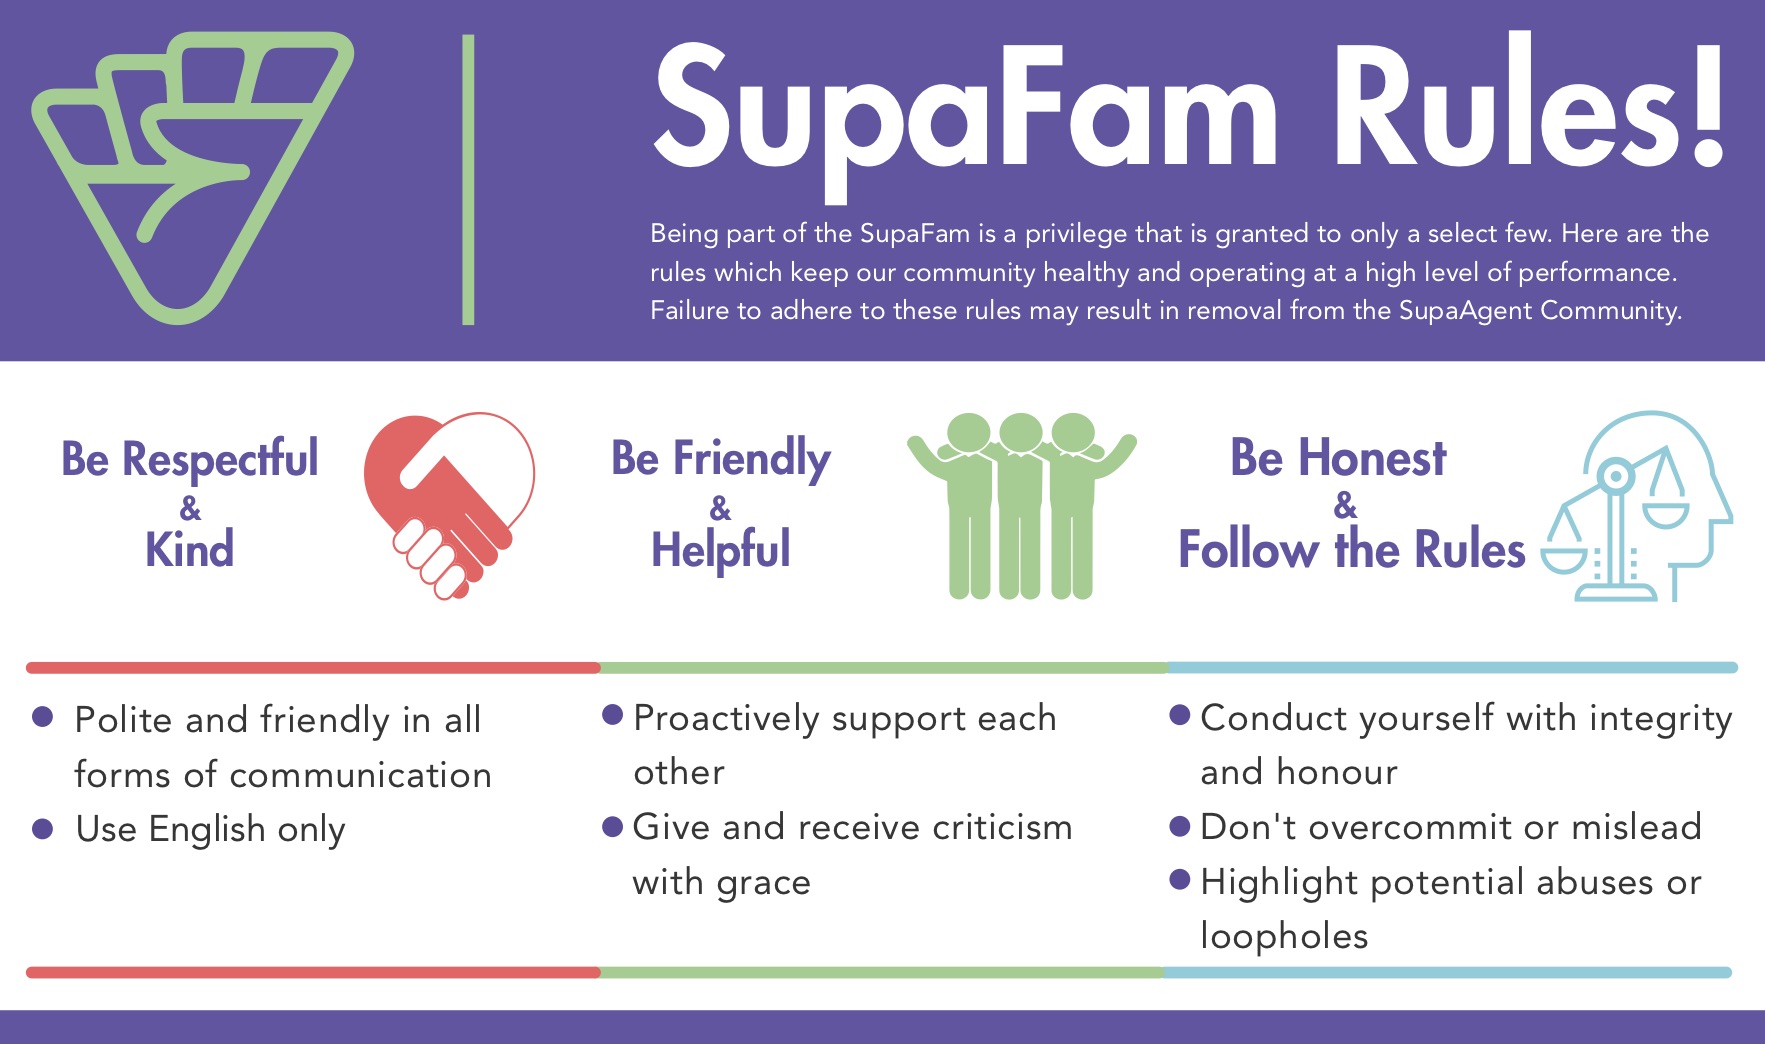 SupaFam Rules!
Being part of the SupaFam is a privilege that is granted to only a select few. Here are the
rules which keep our community healthy and operating at a high level of performance.
Failure to adhere to these rules may result in removal from the SupaAgent Community.
Be Respectful
&
Kind
Be Friendly
&
Helpful
Be Honest
&
Follow the Rules
Polite and friendly in all
forms of communication
Use English only
Proactively support each
other
Give and receive criticism
with grace
Conduct yourself with integrity
and honour
Don't overcommit or mislead
Highlight potential abuses or
loopholes